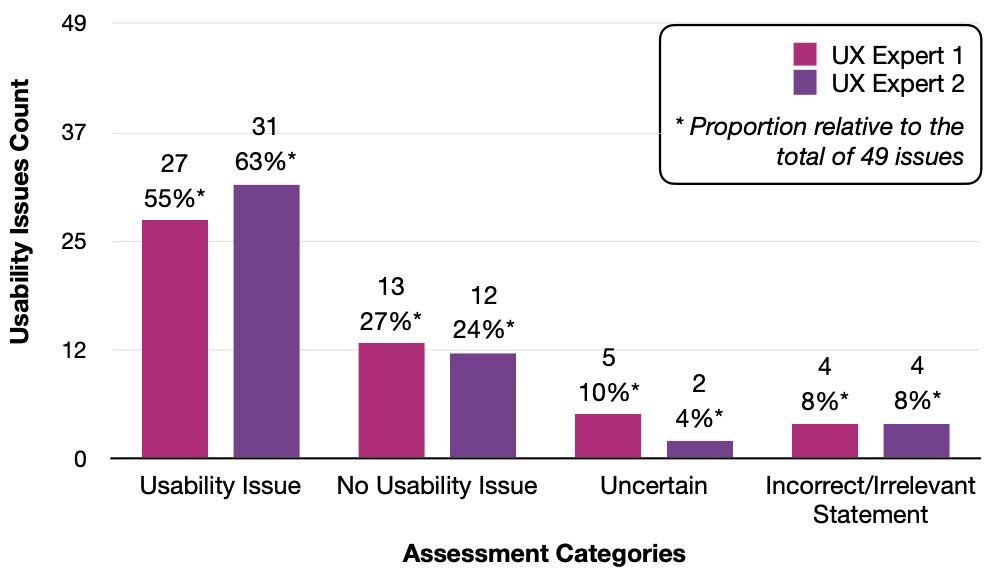 49
37
25
12
0
Usability Issues Count
UX Expert 1
UX Expert 2
* Proportion relative to the
total of 49 issues
27
55%*
31
63%*
13
27%*
12
24%*
5
10%*
2
4%*
4
8%*
4
8%*
Usability Issue
No Usability Issue
Uncertain
Incorrect/Irrelevant
Statement
Assessment Categories